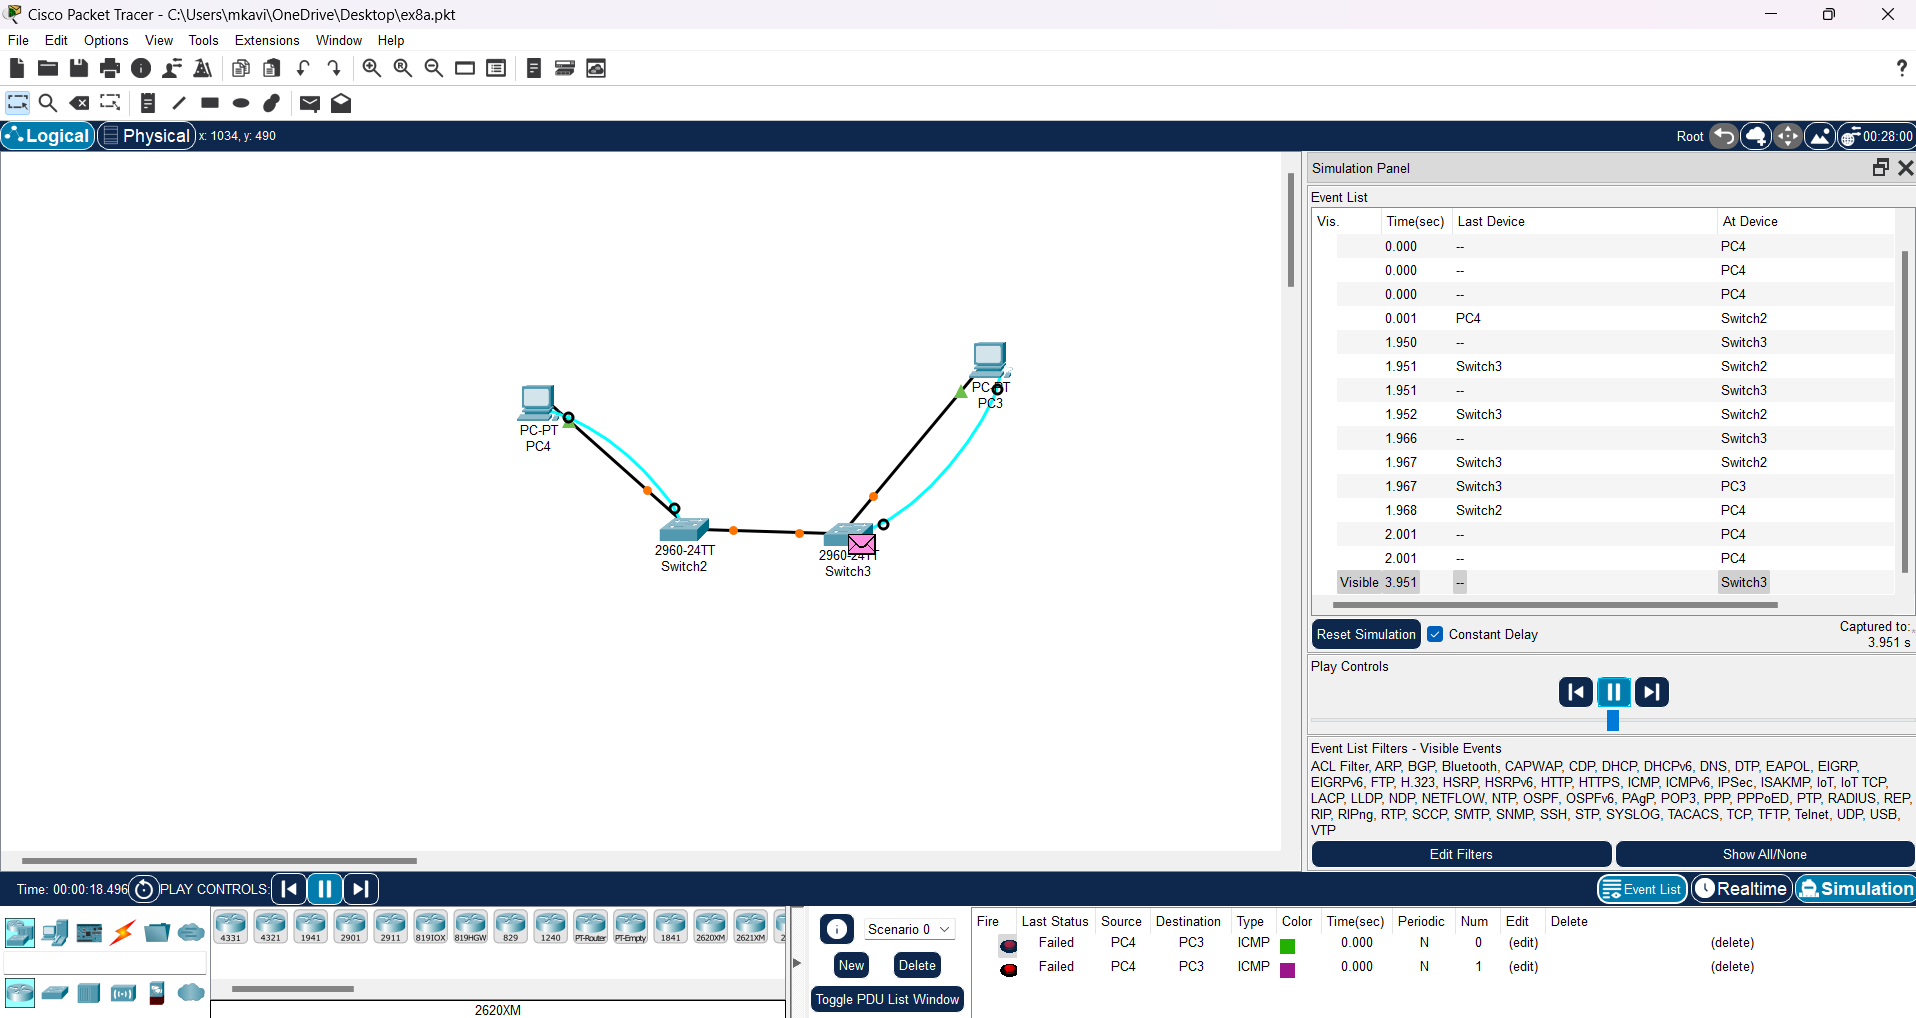 Cisco Packet Tracer - C:\Users\mkavi\OneDrive\Desktop\ex8a.pkt
File Edit Options View Tools Extensions Window Help
?
Logical Physical x: 1034, y: 490 Root 00:28:00
Simulation Panel
Event List
Vis. Time(sec) Last Device At Device
0.000 -- PC4
0.000 -- PC4
0.000 -- PC4
0.001 PC4 Switch2
1.950 -- Switch3
1.951 Switch3 Switch2
1.951 -- Switch3
1.952 Switch3 Switch2
1.966 -- Switch3
1.967 Switch3 Switch2
1.967 Switch3 PC3
1.968 Switch2 PC4
2.001 -- PC4
2.001 -- PC4
Visible 3.951 -- Switch3
PC-PT
PC3
PC-PT
PC4
2960-24TT
Switch2
2960-24TT
Switch3
Reset Simulation Constant Delay
Captured to:
3.951 s
Play Controls
Event List Filters - Visible Events
ACL Filter, ARP, BGP, Bluetooth, CAPWAP, CDP, DHCP, DHCPv6, DNS, DTP, EAPOL, EIGRP,
EIGRPv6, FTP, H.323, HSRP, HSRPv6, HTTP, HTTPS, ICMP, ICMPv6, IPSec, ISAKMP, IoT, IoT TCP,
LACP, LLDP, NDP, NETFLOW, NTP, OSPF, OSPFv6, PAgP, POP3, PPP, PPPoED, PTP, RADIUS, REP,
RIP, RIPng, RTP, SCCP, SMTP, SNMP, SSH, STP, SYSLOG, TACACS, TCP, TFTP, Telnet, UDP, USB,
VTP
Edit Filters Show All/None
Time: 00:00:18.496 PLAY CONTROLS: Event List Realtime Simulation
4331 4321 1941 2901 2911 819IOX 819HGW 829 1240 PT-Router PT-Empty 1841 2620XM 2621XM 2
2620XM
Scenario 0
New Delete
Toggle PDU List Window
Fire Last Status Source Destination Type Color Time(sec) Periodic Num Edit Delete
Failed PC4 PC3 ICMP 0.000 N 0 (edit) (delete)
Failed PC4 PC3 ICMP 0.000 N 1 (edit) (delete)